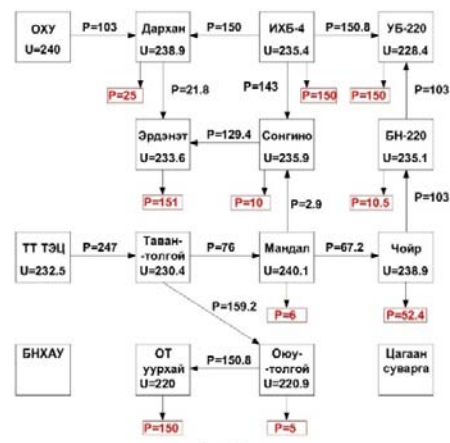 ОХУ
U=240
P=103
Дархан
U=238.9
P=150
ИХБ-4
U=235.4
P=150.8
УБ-220
U=228.4
P=25
P=21.8
P=143
P=150
P=150
P=103
Эрдэнэт
U=233.6
P=129.4
Сонгино
U=235.9
БН-220
U=235.1
P=151
P=10
P=2.9
P=10.5
P=103
ТТ ТЭЦ
U=232.5
P=247
Таван-
-толгой
U=230.4
P=76
Мандал
U=240.1
P=67.2
Чойр
U=238.9
P=159.2
P=6
P=52.4
БНХАУ
ОТ
уурхай
U=220
P=150.8
Оюу-
-толгой
U=220.9
Цагаан
суварга
P=150
P=5